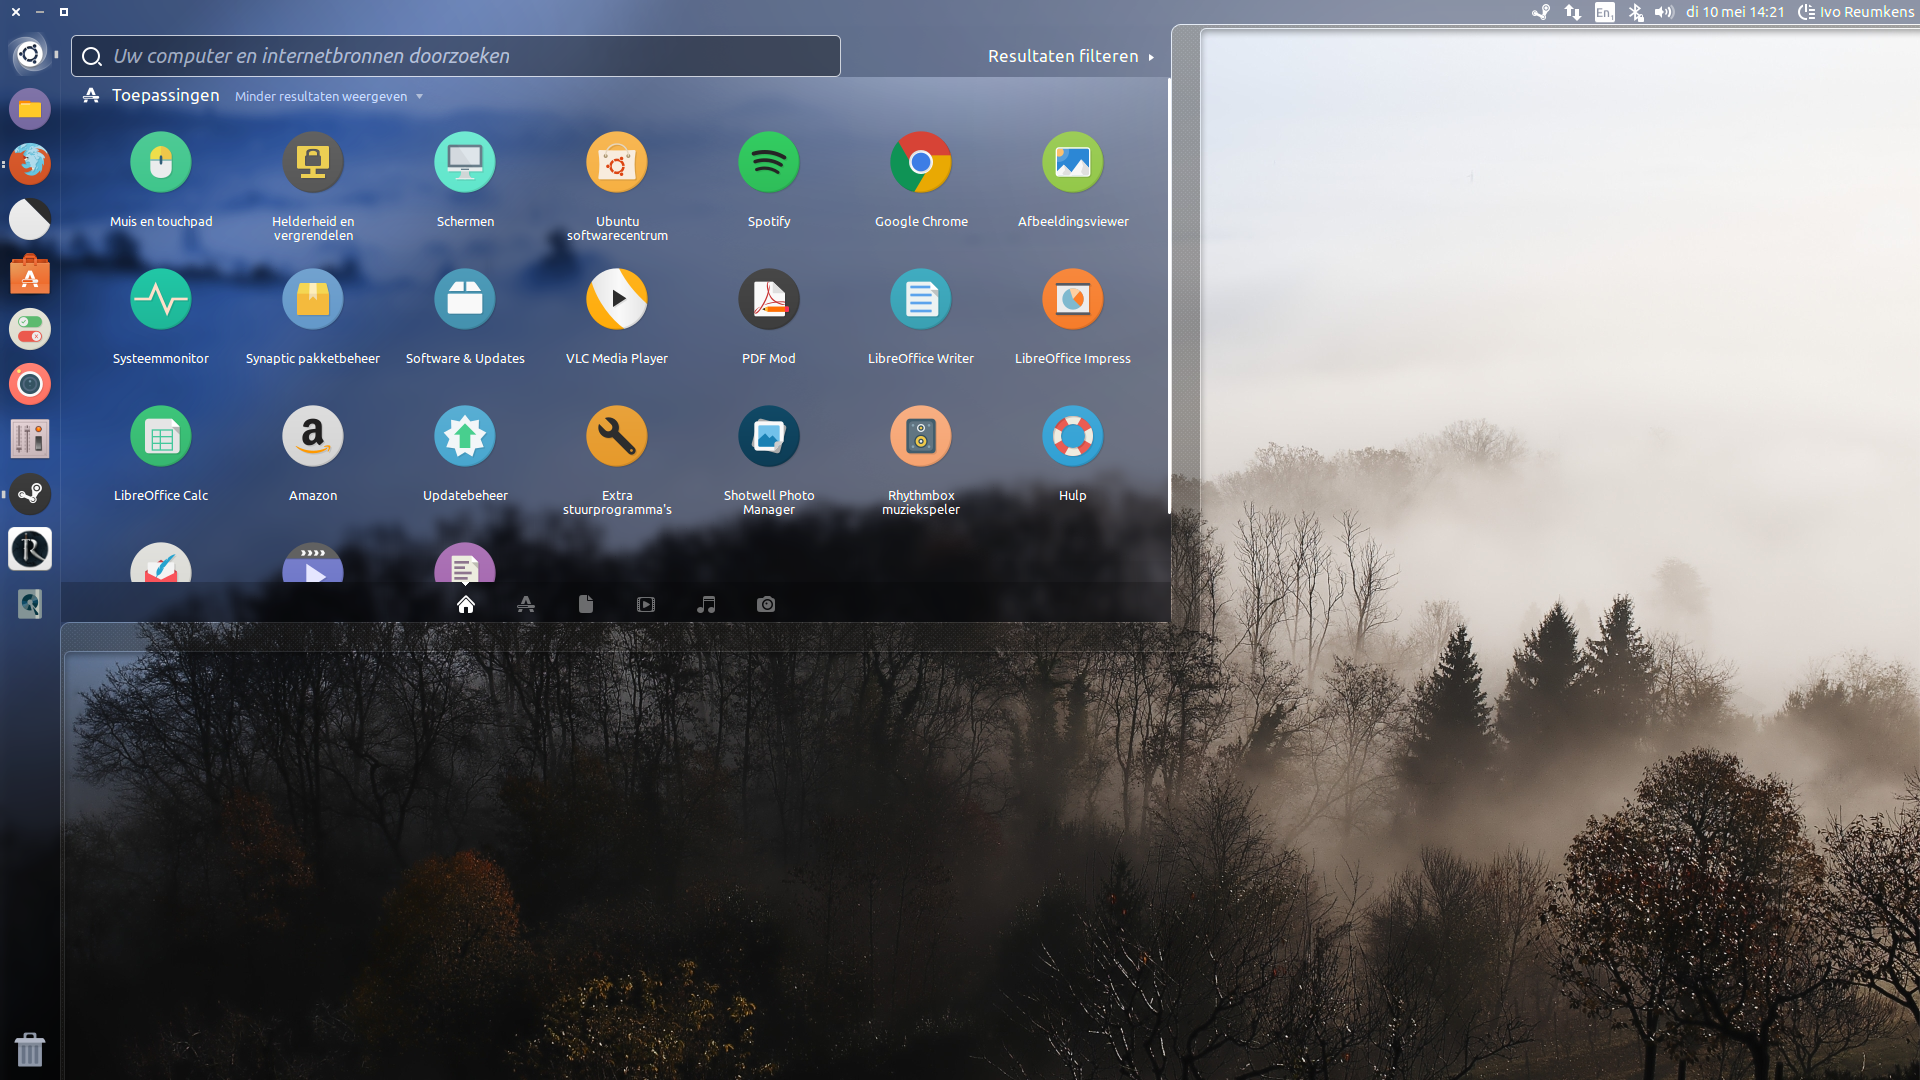 En1 di 10 mei 14:21 Ivo Reumkens
Uw computer en internetbronnen doorzoeken
Resultaten filteren
Toepassingen Minder resultaten weergeven
Muis en touchpad
Helderheid en
vergrendelen
Schermen
Ubuntu
softwarecentrum
Spotify
Google Chrome
Afbeeldingsviewer
Systeemmonitor
Synaptic pakketbeheer
Software & Updates
VLC Media Player
PDF Mod
LibreOffice Writer
LibreOffice Impress
LibreOffice Calc
a
Amazon
Updatebeheer
Extra
stuurprogramma's
Shotwell Photo
Manager
Rhythmbox
muziekspeler
Hulp
R